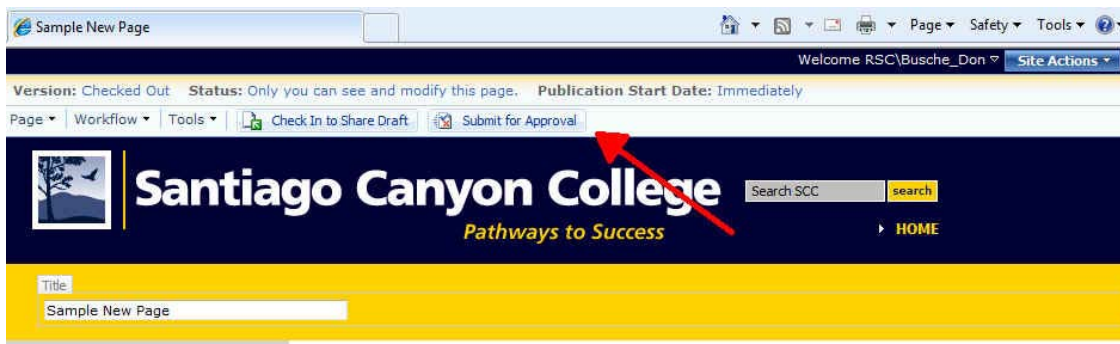 Sample New Page
Page Safety Tools
Welcome RSC\Busche_Don Site Actions
Version: Checked Out Status: Only you can see and modify this page. Publication Start Date: Immediately
Page Workflow Tools Check In to Share Draft Submit for Approval
Santiago Canyon College
Search SCC search
Pathways to Success
HOME
Title
Sample New Page